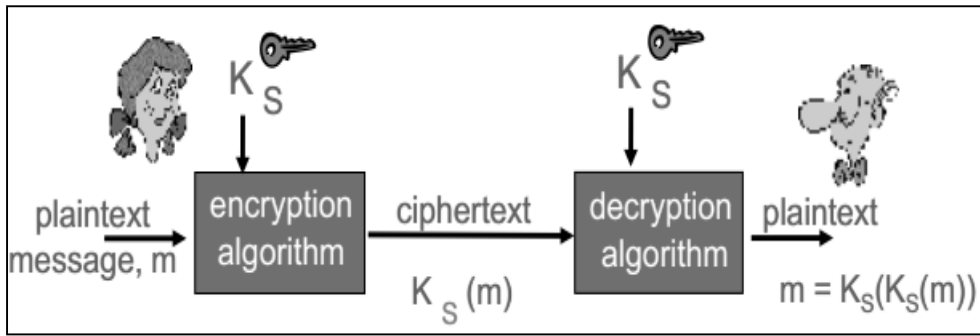 K S
K S
plaintext
message, m
encryption
algorithm
ciphertext
K S (m)
decryption
algorithm
plaintext
m = KS(KS(m))